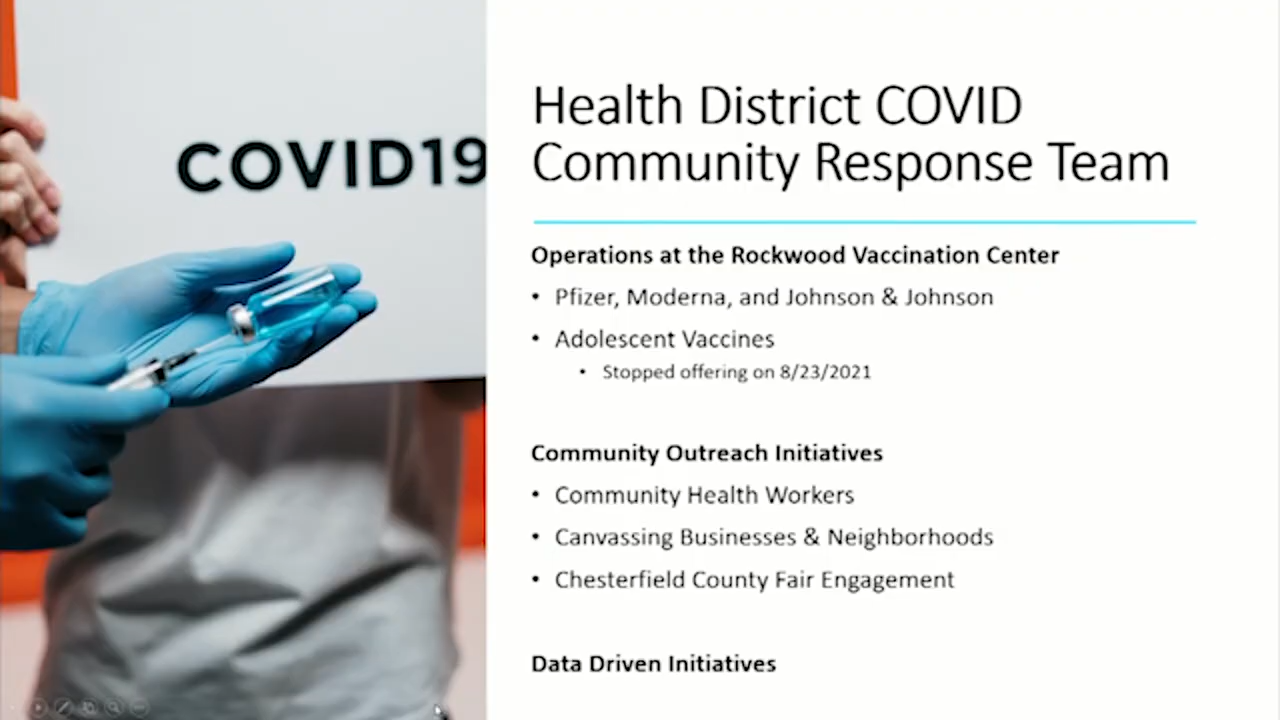 COVID19
Health District COVID
Community Response Team
Operations at the Rockwood Vaccination Center
• Pfizer, Moderna, and Johnson & Johnson
• Adolescent Vaccines
• Stopped offering on 8/23/2021
Community Outreach Initiatives
• Community Health Workers
• Canvassing Businesses & Neighborhoods
• Chesterfield County Fair Engagement
Data Driven Initiatives